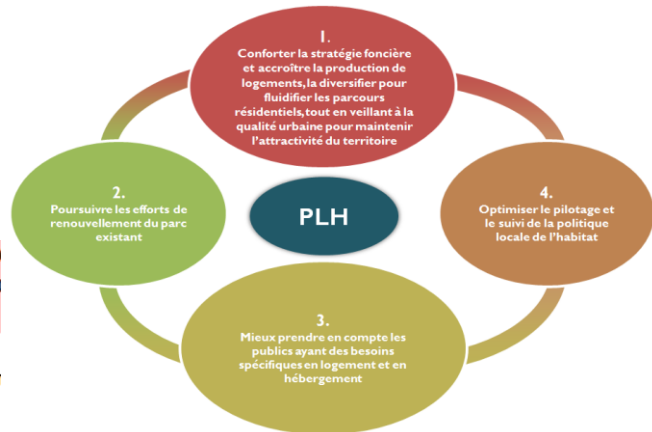 1.
Conforter la stratégie foncière
et accroître la production de
logements, la diversifier pour
fluidifier les parcours
résidentiels, tout en veillant à la
qualité urbaine pour maintenir
l'attractivité du territoire
2.
Poursuivre les efforts de
renouvellement du parc
existant
PLH
4.
Optimiser le pilotage et
le suivi de la politique
locale de l'habitat
3.
Mieux prendre en compte les
publics ayant des besoins
spécifiques en logement et en
hébergement